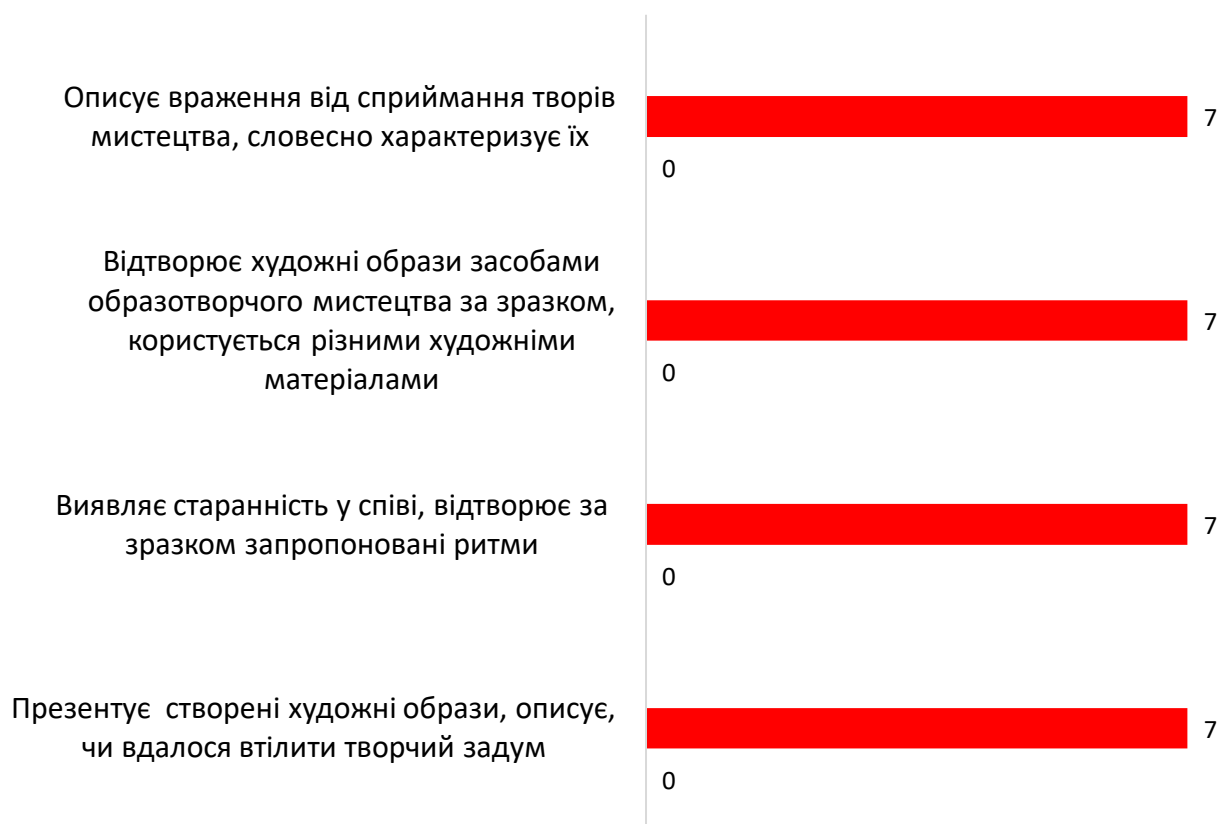 Описує враження від сприймання творів
мистецтва, словесно характеризує їх
7
0
Відтворює художні образи засобами
образотворчого мистецтва за зразком,
користується різними художніми
матеріалами
7
0
Виявляє старанність у співі, відтворює за
зразком запропоновані ритми
7
0
Презентує  створені художні образи, описує,
чи вдалося втілити творчий задум
7
0